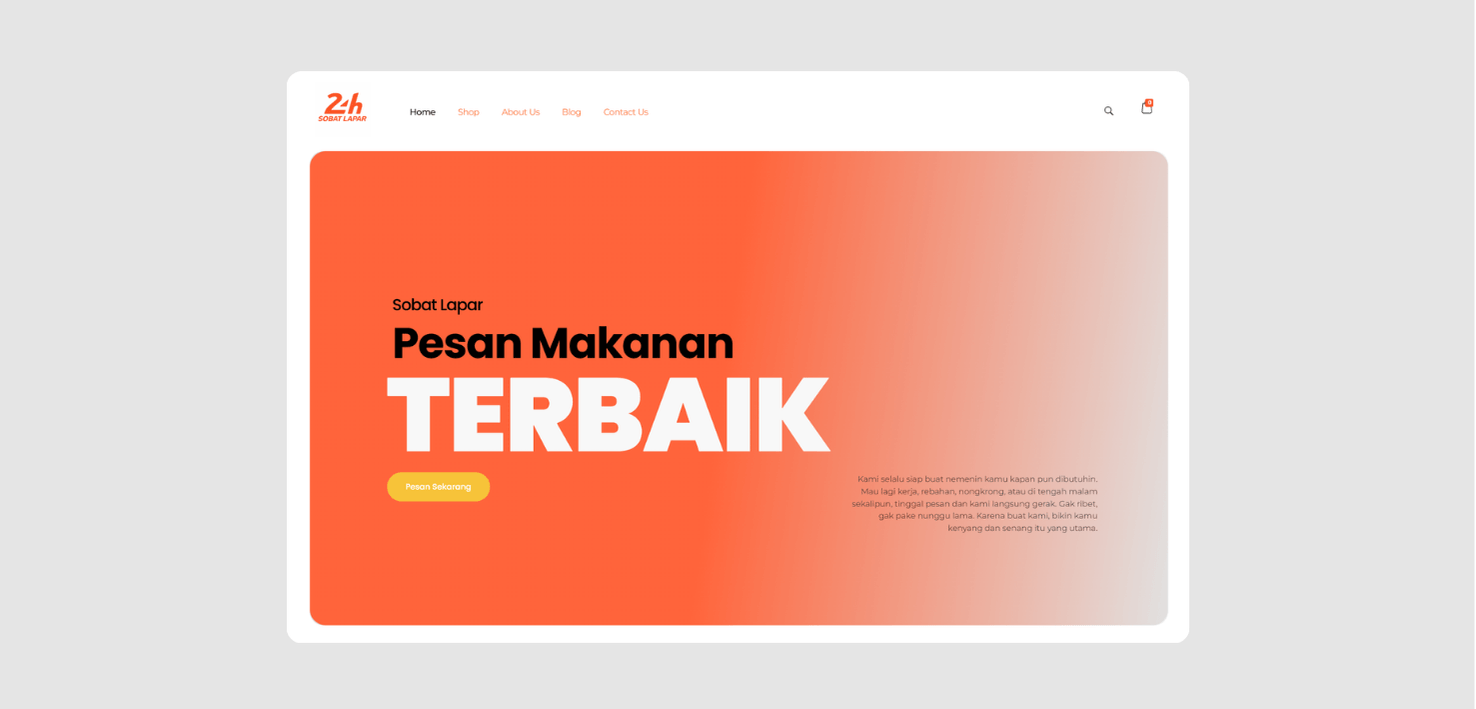 24h
SOBAT LAPAR
Home Shop About Us Blog Contact Us
0
Sobat Lapar
Pesan Makanan
TERBAIK
Pesan Sekarang
Kami selalu siap buat nemenin kamu kapan pun dibutuhin.
Mau lagi kerja, rebahan, nongkrong, atau di tengah malam
sekalipun, tinggal pesan dan kami langsung gerak. Gak ribet,
gak pake nunggu lama. Karena buat kami, bikin kamu
kenyang dan senang itu yang utama.